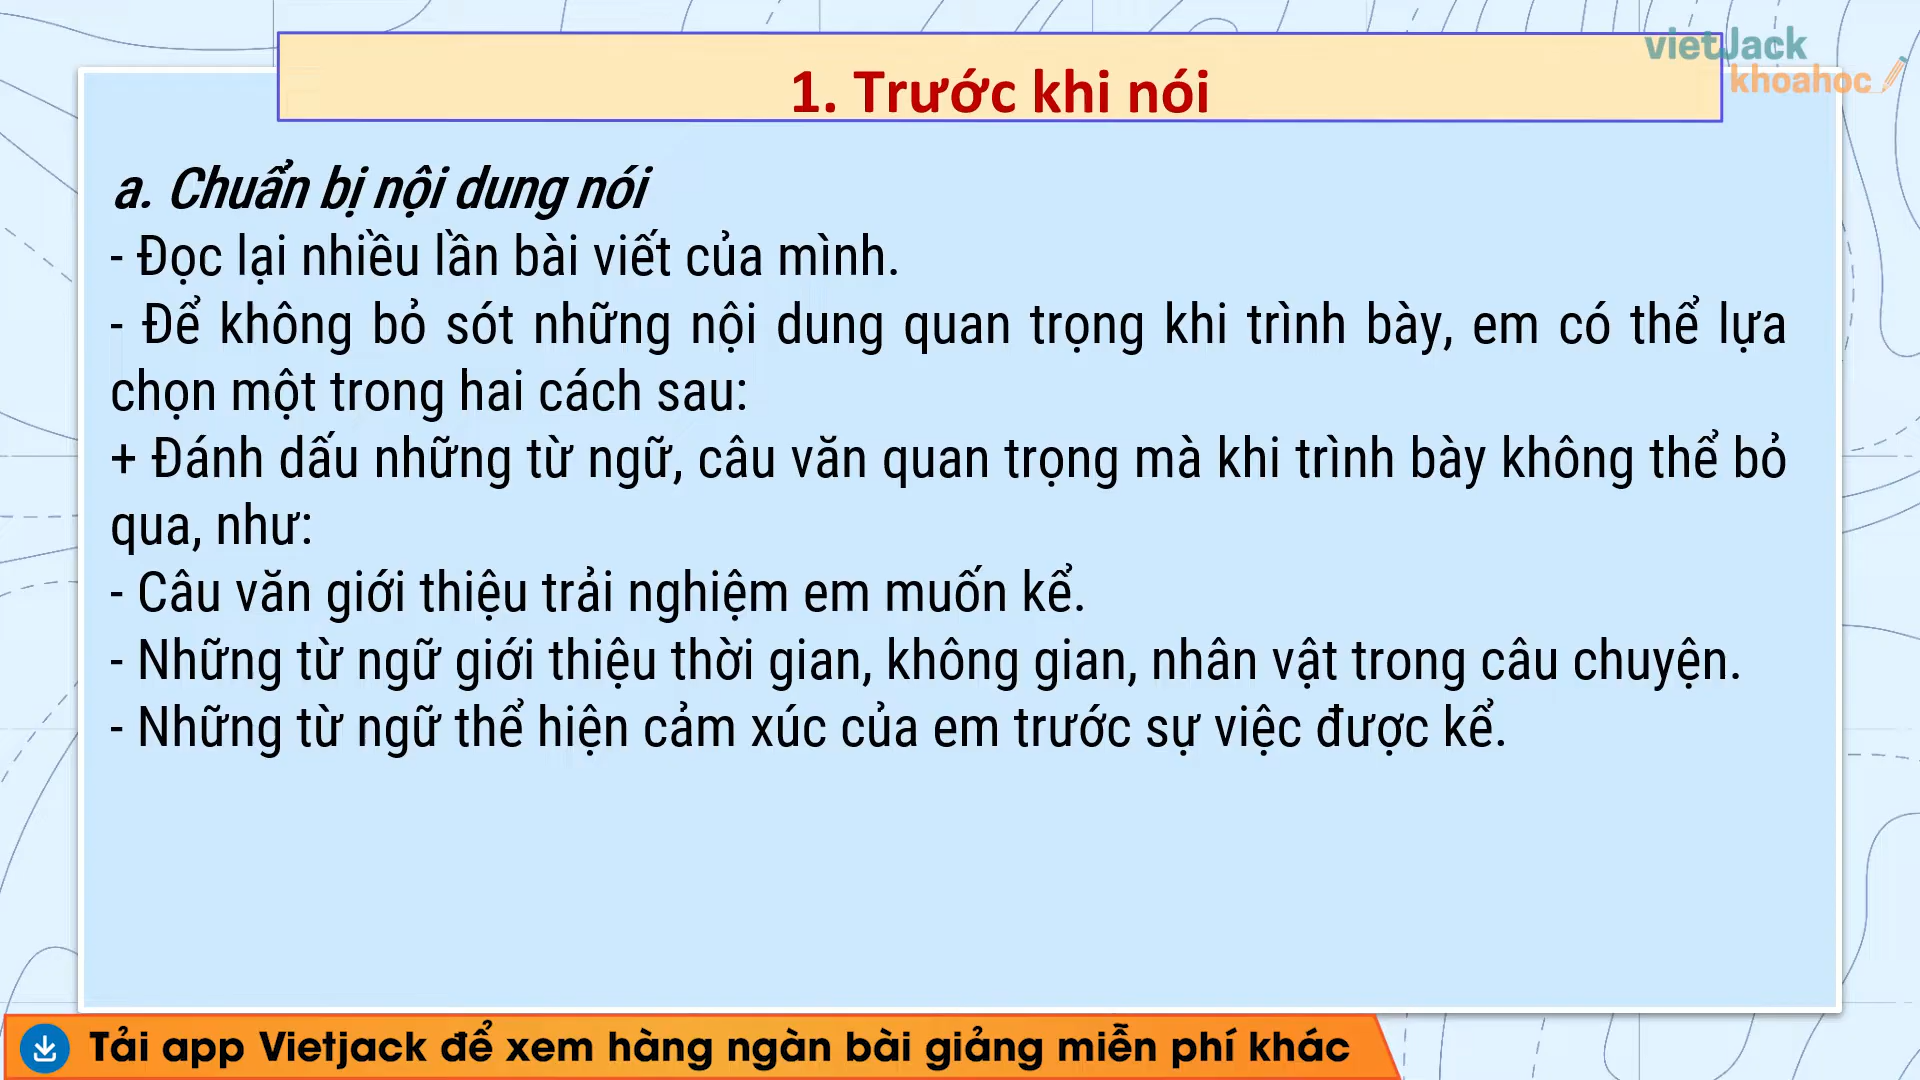 vietJack
khoahoc
1. Trước khi nói
a. Chuẩn bị nội dung nói
- Đọc lại nhiều lần bài viết của mình.
- Để không bỏ sót những nội dung quan trọng khi trình bày, em có thể lựa
chọn một trong hai cách sau:
+ Đánh dấu những từ ngữ, câu văn quan trọng mà khi trình bày không thể bỏ
qua, như:
- Câu văn giới thiệu trải nghiệm em muốn kể.
- Những từ ngữ giới thiệu thời gian, không gian, nhân vật trong câu chuyện.
- Những từ ngữ thể hiện cảm xúc của em trước sự việc được kể.
Tải app Vietjack để xem hàng ngàn bài giảng miễn phí khác